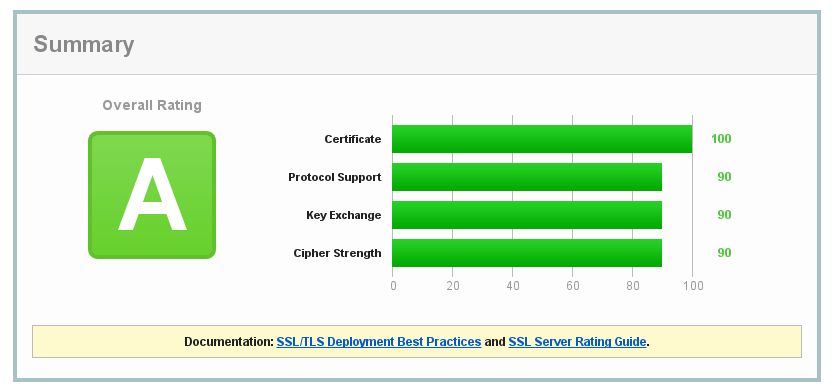 Summary
Overall Rating
A
Certificate 100
Protocol Support 90
Key Exchange 90
Cipher Strength 90
0 20 40 60 80 100
Documentation: SSL/TLS Deployment Best Practices and SSL Server Rating Guide.